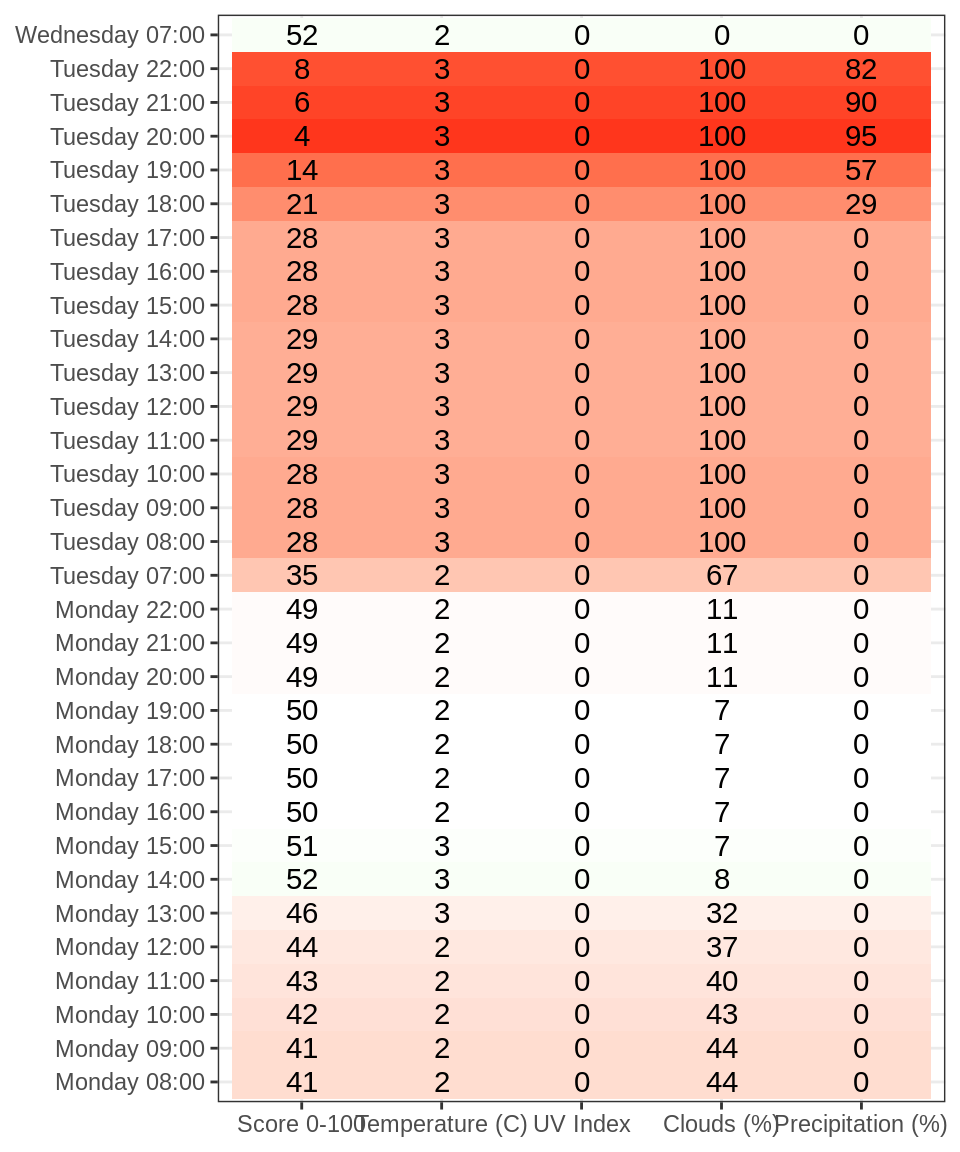 Wednesday 07:00 52 2 0 0 0
Tuesday 22:00 8 3 0 100 82
Tuesday 21:00 6 3 0 100 90
Tuesday 20:00 4 3 0 100 95
Tuesday 19:00 14 3 0 100 57
Tuesday 18:00 21 3 0 100 29
Tuesday 17:00 28 3 0 100 0
Tuesday 16:00 28 3 0 100 0
Tuesday 15:00 28 3 0 100 0
Tuesday 14:00 29 3 0 100 0
Tuesday 13:00 29 3 0 100 0
Tuesday 12:00 29 3 0 100 0
Tuesday 11:00 29 3 0 100 0
Tuesday 10:00 28 3 0 100 0
Tuesday 09:00 28 3 0 100 0
Tuesday 08:00 28 3 0 100 0
Tuesday 07:00 35 2 0 67 0
Monday 22:00 49 2 0 11 0
Monday 21:00 49 2 0 11 0
Monday 20:00 49 2 0 11 0
Monday 19:00 50 2 0 7 0
Monday 18:00 50 2 0 7 0
Monday 17:00 50 2 0 7 0
Monday 16:00 50 2 0 7 0
Monday 15:00 51 3 0 7 0
Monday 14:00 52 3 0 8 0
Monday 13:00 46 3 0 32 0
Monday 12:00 44 2 0 37 0
Monday 11:00 43 2 0 40 0
Monday 10:00 42 2 0 43 0
Monday 09:00 41 2 0 44 0
Monday 08:00 41 2 0 44 0
Score 0-100 Temperature (C) UV Index Clouds (%) Precipitation (%)